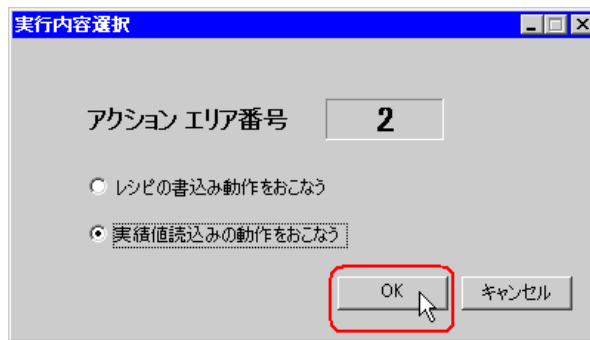 実行内容選択
アクション エリア番号 2
レシピの書込み動作をおこなう
実績値読込みの動作をおこなう
OK キャンセル